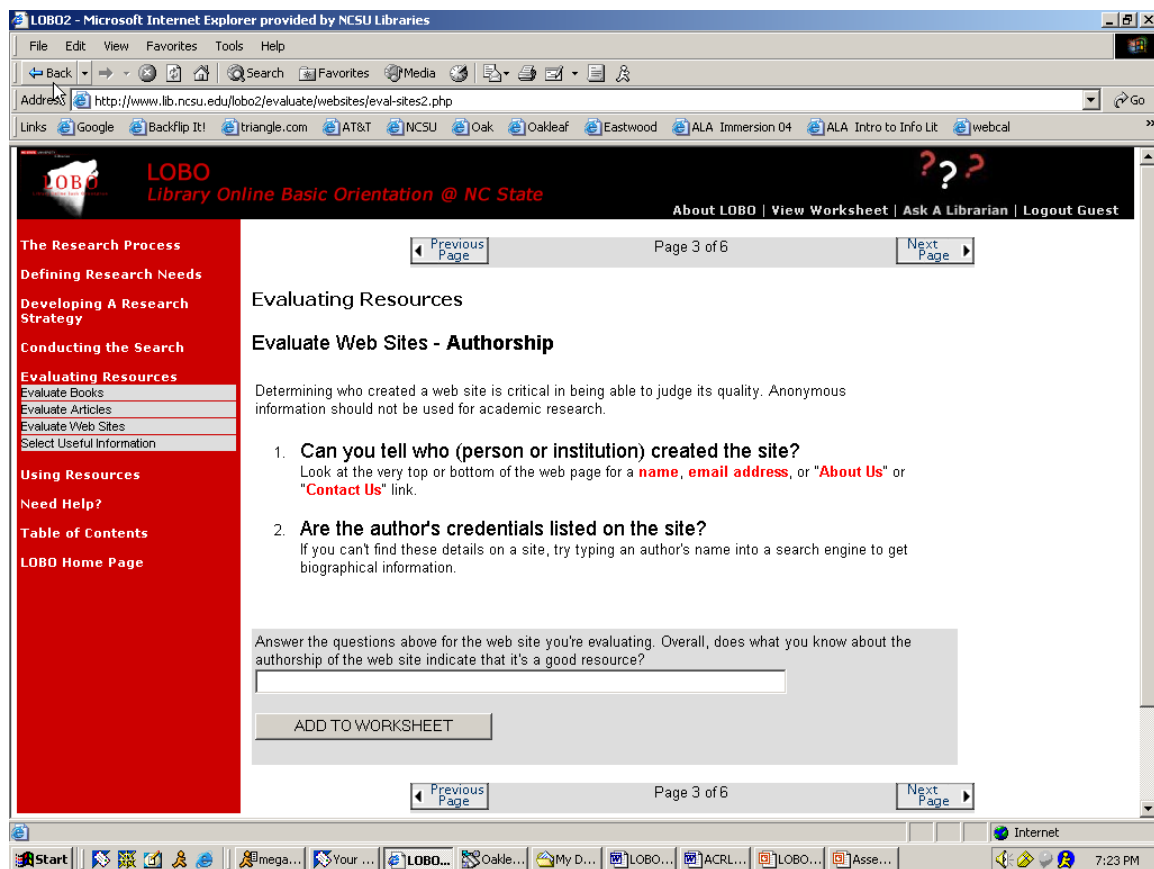 LOBO2 - Microsoft Internet Explorer provided by NCSU Libraries
File Edit View Favorites Tools Help
Back Search Favorites Media
Address http://www.lib.ncsu.edu/lobo2/evaluate/websites/eval-sites2.php Go
Links Google Backflip It! triangle.com AT&T NCSU Oak Oakleaf Eastwood ALA Immersion 04 ALA Intro to Info Lit webcal »
LOBO
LOBO
Library Online Basic Orientation @ NC State
? ? ?
About LOBO | View Worksheet | Ask A Librarian | Logout Guest
The Research Process
Defining Research Needs
Developing A Research
Strategy
Conducting the Search
Evaluating Resources
Evaluate Books
Evaluate Articles
Evaluate Web Sites
Select Useful Information
Using Resources
Need Help?
Table of Contents
LOBO Home Page
Previous
Page
Page 3 of 6
Next
Page
Evaluating Resources
Evaluate Web Sites - Authorship
Determining who created a web site is critical in being able to judge its quality. Anonymous
information should not be used for academic research.
1. Can you tell who (person or institution) created the site?
Look at the very top or bottom of the web page for a name, email address, or "About Us" or
"Contact Us" link.
2. Are the author's credentials listed on the site?
If you can't find these details on a site, try typing an author's name into a search engine to get
biographical information.
Answer the questions above for the web site you're evaluating. Overall, does what you know about the
authorship of the web site indicate that it's a good resource?
ADD TO WORKSHEET
Previous
Page
Page 3 of 6
Next
Page
Internet
Start mega... Your ... LOBO... Oakle... My D... LOBO... ACRL... LOBO... Asse... 7:23 PM